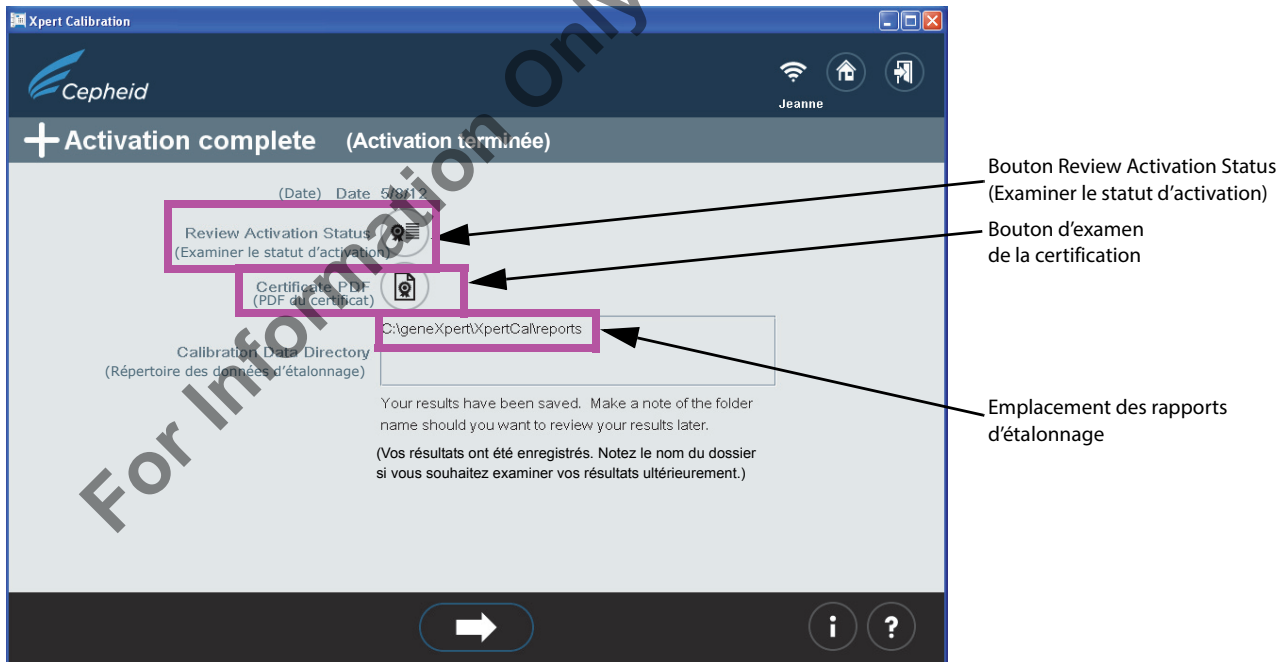 Xpert Calibration
Cepheid
Jeanne
Activation complete (Activation terminée)
(Date) Date 5/8/12
Review Activation Status
(Examiner le statut d'activation)
Certificate PDF
(PDF du certificat)
C:\geneXpert\XpertCal\reports
Calibration Data Directory
(Répertoire des données d'étalonnage)
Your results have been saved. Make a note of the folder
name should you want to review your results later.
(Vos résultats ont été enregistrés. Notez le nom du dossier
si vous souhaitez examiner vos résultats ultérieurement.)
i ?
Bouton Review Activation Status
(Examiner le statut d'activation)
Bouton d'examen
de la certification
Emplacement des rapports
d'étalonnage
For Information Only